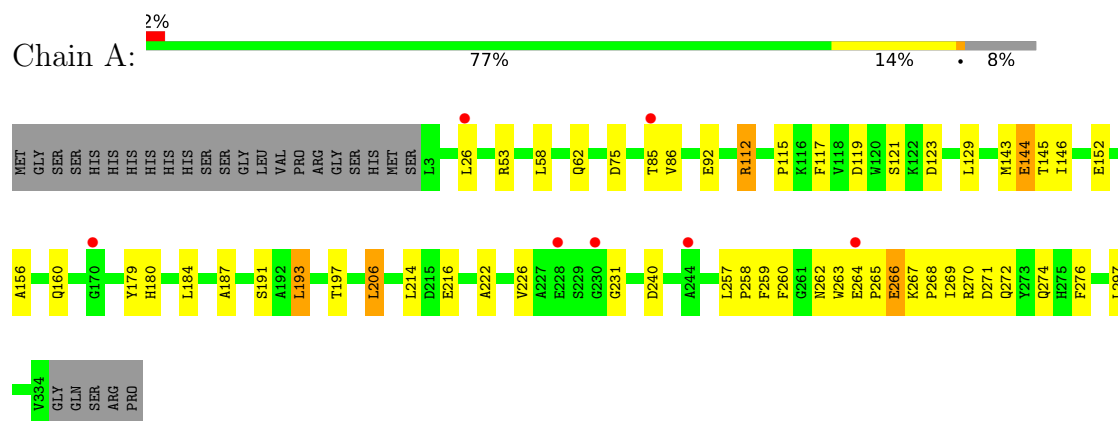 2%
Chain A:
77% 14% • 8%
MET GLY SER SER HIS HIS HIS HIS HIS HIS SER SER GLY LEU VAL PRO ARG GLY SER HIS MET SER L3 L26 R53 L58 Q62 D75 T85 V86 E92 R112 P115 K116 F117 V118 D119 W120 S121 K122 D123 L129 M143 E144 T145 I146 E152
A156 Q160 G170 Y179 H180 L184 A187 S191 A192 L193 T197 L206 L214 D215 E216 A222 V226 A227 E228 S229 G230 G231 D240 A244 L257 P258 F259 F260 G261 N262 W263 E264 P265 E266 K267 P268 I269 R270 D271 Q272 Y273 Q274 H275 F276 L297
V334 GLY GLN SER ARG PRO